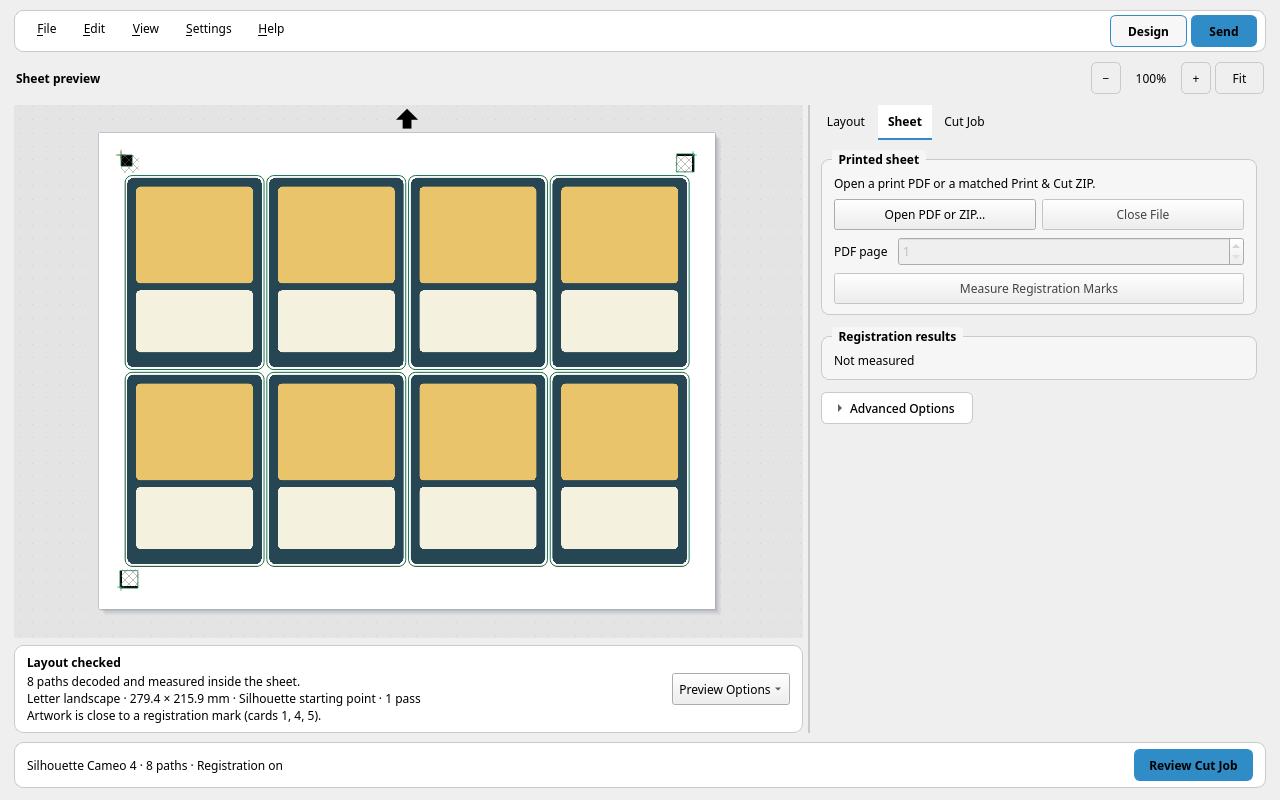 File Edit View Settings Help
Design Send
Sheet preview
− 100% + Fit
Layout Sheet Cut Job
Printed sheet
Open a print PDF or a matched Print & Cut ZIP.
Open PDF or ZIP... Close File
PDF page 1
Measure Registration Marks
Registration results
Not measured
Advanced Options
Layout checked
8 paths decoded and measured inside the sheet.
Letter landscape · 279.4 × 215.9 mm · Silhouette starting point · 1 pass
Artwork is close to a registration mark (cards 1, 4, 5).
Preview Options
Silhouette Cameo 4 · 8 paths · Registration on
Review Cut Job